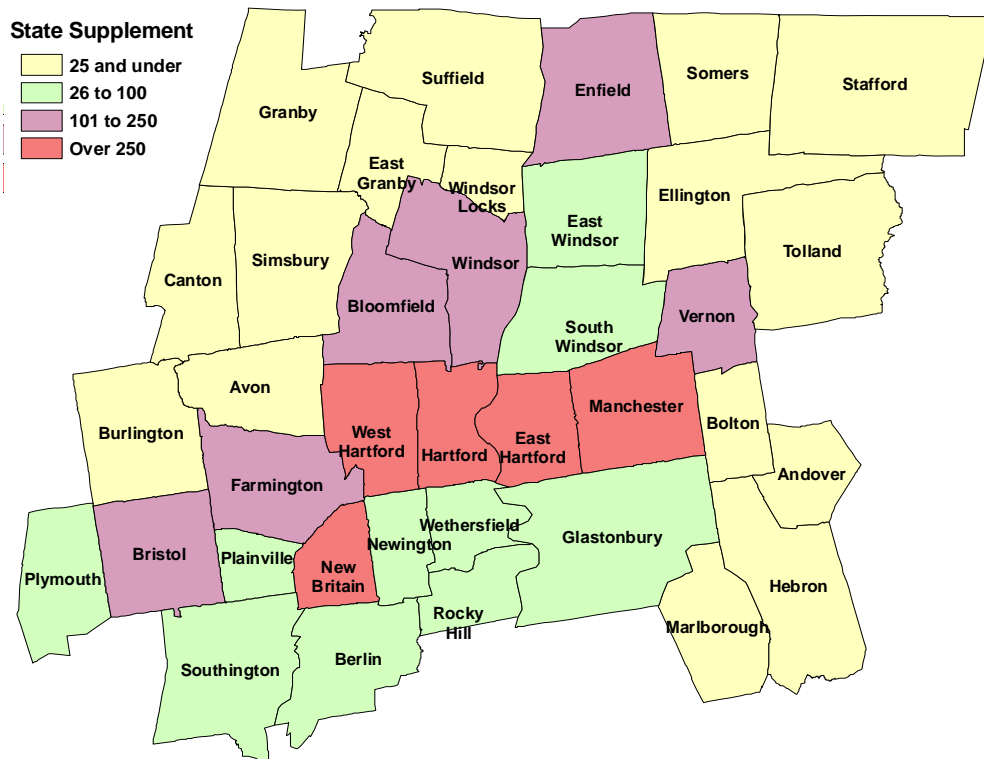 State Supplement
25 and under
26 to 100
101 to 250
Over 250
Granby
Suffield
Enfield
Somers
Stafford
East
Granby
Windsor
Locks
East
Windsor
Ellington
Tolland
Canton
Simsbury
Bloomfield
Windsor
South
Windsor
Vernon
Avon
Burlington
West
Hartford
Hartford
East
Hartford
Manchester
Bolton
Andover
Farmington
Bristol
Plainville
New
Britain
Newington
Wethersfield
Glastonbury
Hebron
Plymouth
Rocky
Hill
Marlborough
Southington
Berlin